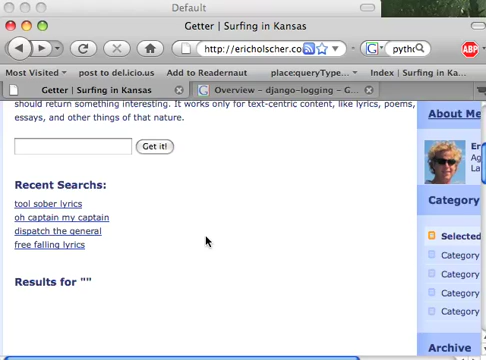 Default
Getter | Surfing in Kansas
http://ericholscher.co
Most Visited
post to del.icio.us
Add to Readernaut
place:queryType...
Index | Surfing in Ka...
Getter | Surfing in Kansas
Overview - django-logging - G...
should return something interesting. It works only for text-centric content, like lyrics, poems,
essays, and other things of that nature.
Get it!
Recent Searchs:
tool sober lyrics
oh captain my captain
dispatch the general
free falling lyrics
Results for ""
About Me
Category
Selected
Category
Category
Category
Category
Archive
ABP